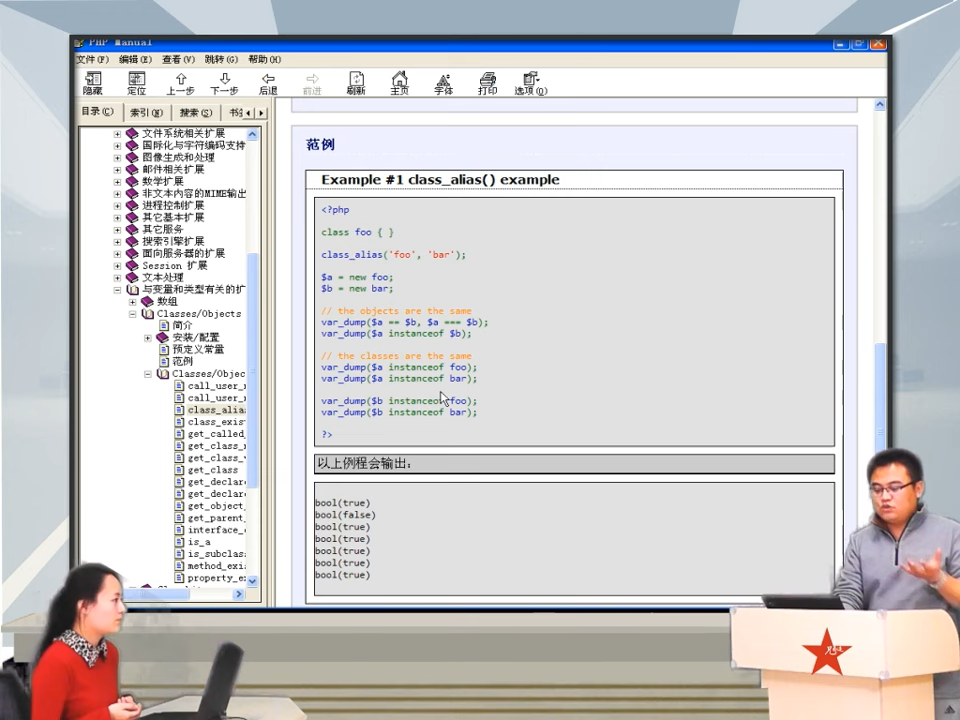 PHP Manual
文件(F) 编辑(E) 查看(V) 跳转(G) 帮助(H)
隐藏 定位 上一步 下一步 后退 前进 刷新 主页 字体 打印 选项(O)
目录(C) 索引(N) 搜索(S)
文件系统相关扩展
国际化与字符编码支持
图像生成和处理
邮件相关扩展
数学扩展
非文本内容的MIME输出
进程控制扩展
其它基本扩展
其它服务
搜索引擎扩展
面向服务器的扩展
Session 扩展
文本处理
与变量和类型有关的扩
数组
Classes/Objects
简介
安装/配置
预定义常量
范例
Classes/Objec
call_user_
call_user_
class_alia
class_exis
get_called_
get_class_
get_class_
get_class
get_declar
get_declar
get_object_
get_parent_
interface_
is_a
is_subclas
method_exi
property_e
范例
Example #1 class_alias() example
<?php
class foo { }
class_alias('foo', 'bar');
$a = new foo;
$b = new bar;
// the objects are the same
var_dump($a == $b, $a === $b);
var_dump($a instanceof $b);
// the classes are the same
var_dump($a instanceof foo);
var_dump($a instanceof bar);
var_dump($b instanceof foo);
var_dump($b instanceof bar);
?>
以上例程会输出：
bool(true)
bool(false)
bool(true)
bool(true)
bool(true)
bool(true)
bool(true)